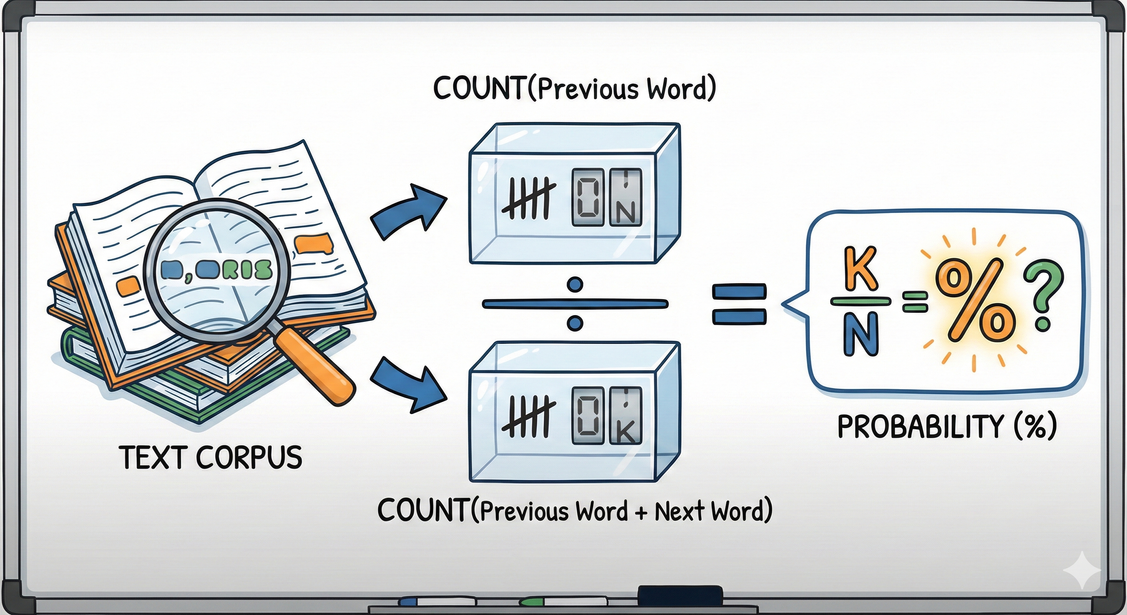 COUNT(Previous Word)
0 N
TEXT CORPUS
÷
0 K
COUNT(Previous Word + Next Word)
=
K
N
= %?
PROBABILITY (%)